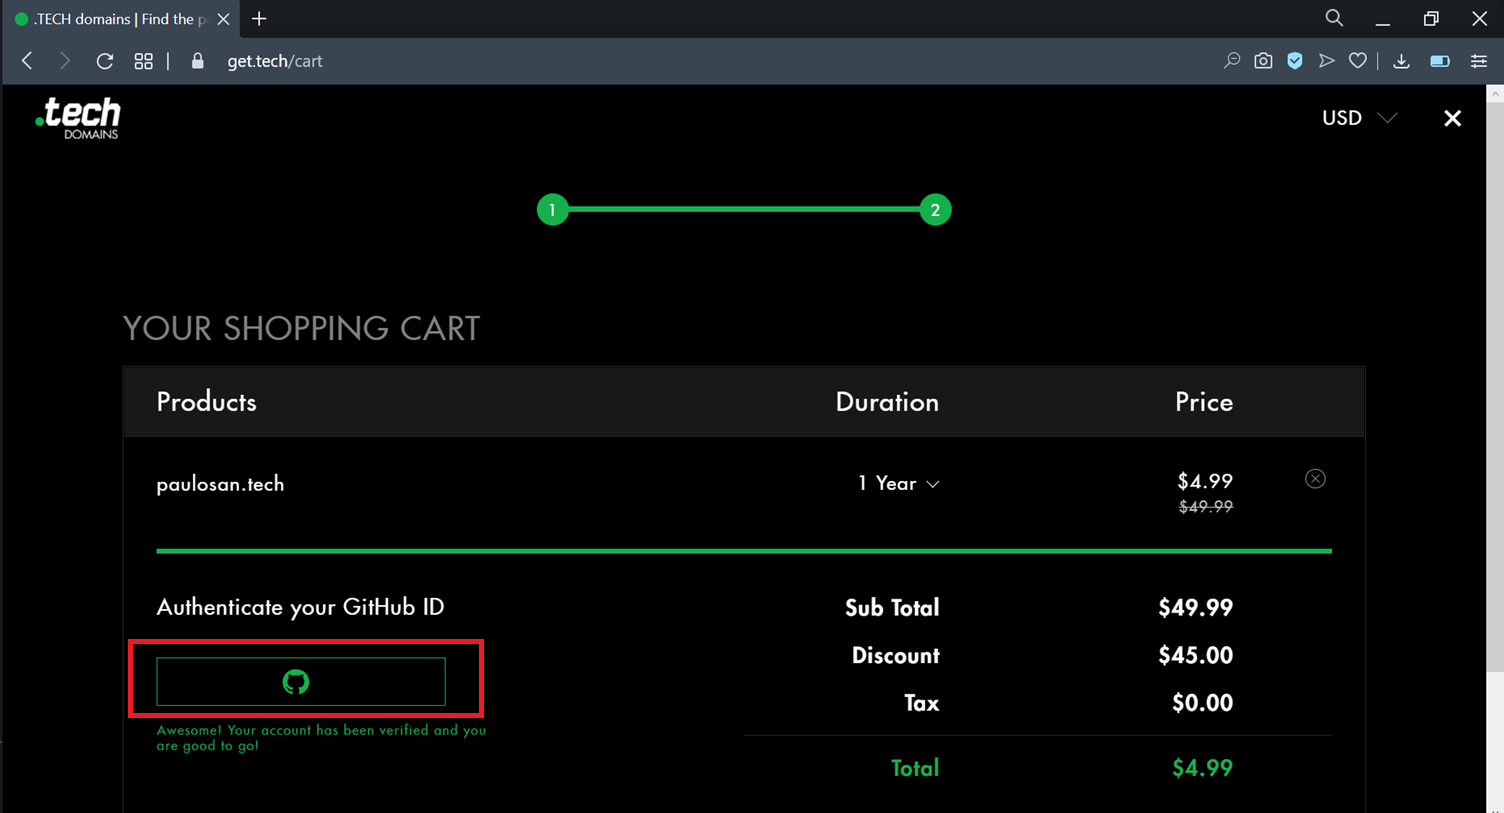 .TECH domains | Find the p
get.tech/cart
.tech
DOMAINS
USD
1
2
YOUR SHOPPING CART
Products Duration Price
paulosan.tech 1 Year $4.99
$49.99
Authenticate your GitHub ID
Sub Total $49.99
Discount $45.00
Tax $0.00
Awesome! Your account has been verified and you
are good to go!
Total $4.99